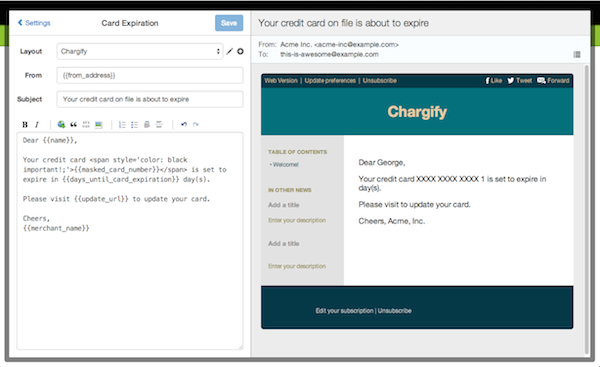 Settings
Card Expiration
Save
Layout
Chargify
From
{{from_address}}
Subject
Your credit card on file is about to expire
B I
Dear {{name}},
Your credit card <span style='color: black
important!;'>{{masked_card_number}}</span> is set to
expire in {{days_until_card_expiration}} day(s).
Please visit {{update_url}} to update your card.
Cheers,
{{merchant_name}}
Your credit card on file is about to expire
From: Acme Inc. <acme-inc@example.com>
To: this-is-awesome@example.com
Web Version | Update preferences | Unsubscribe
Like Tweet Forward
Chargify
TABLE OF CONTENTS
• Welcome!
IN OTHER NEWS
Add a title
Enter your description
Add a title
Enter your description
Dear George,
Your credit card XXXX XXXX XXXX 1 is set to expire in
day(s).
Please visit to update your card.
Cheers, Acme, Inc.
Edit your subscription | Unsubscribe